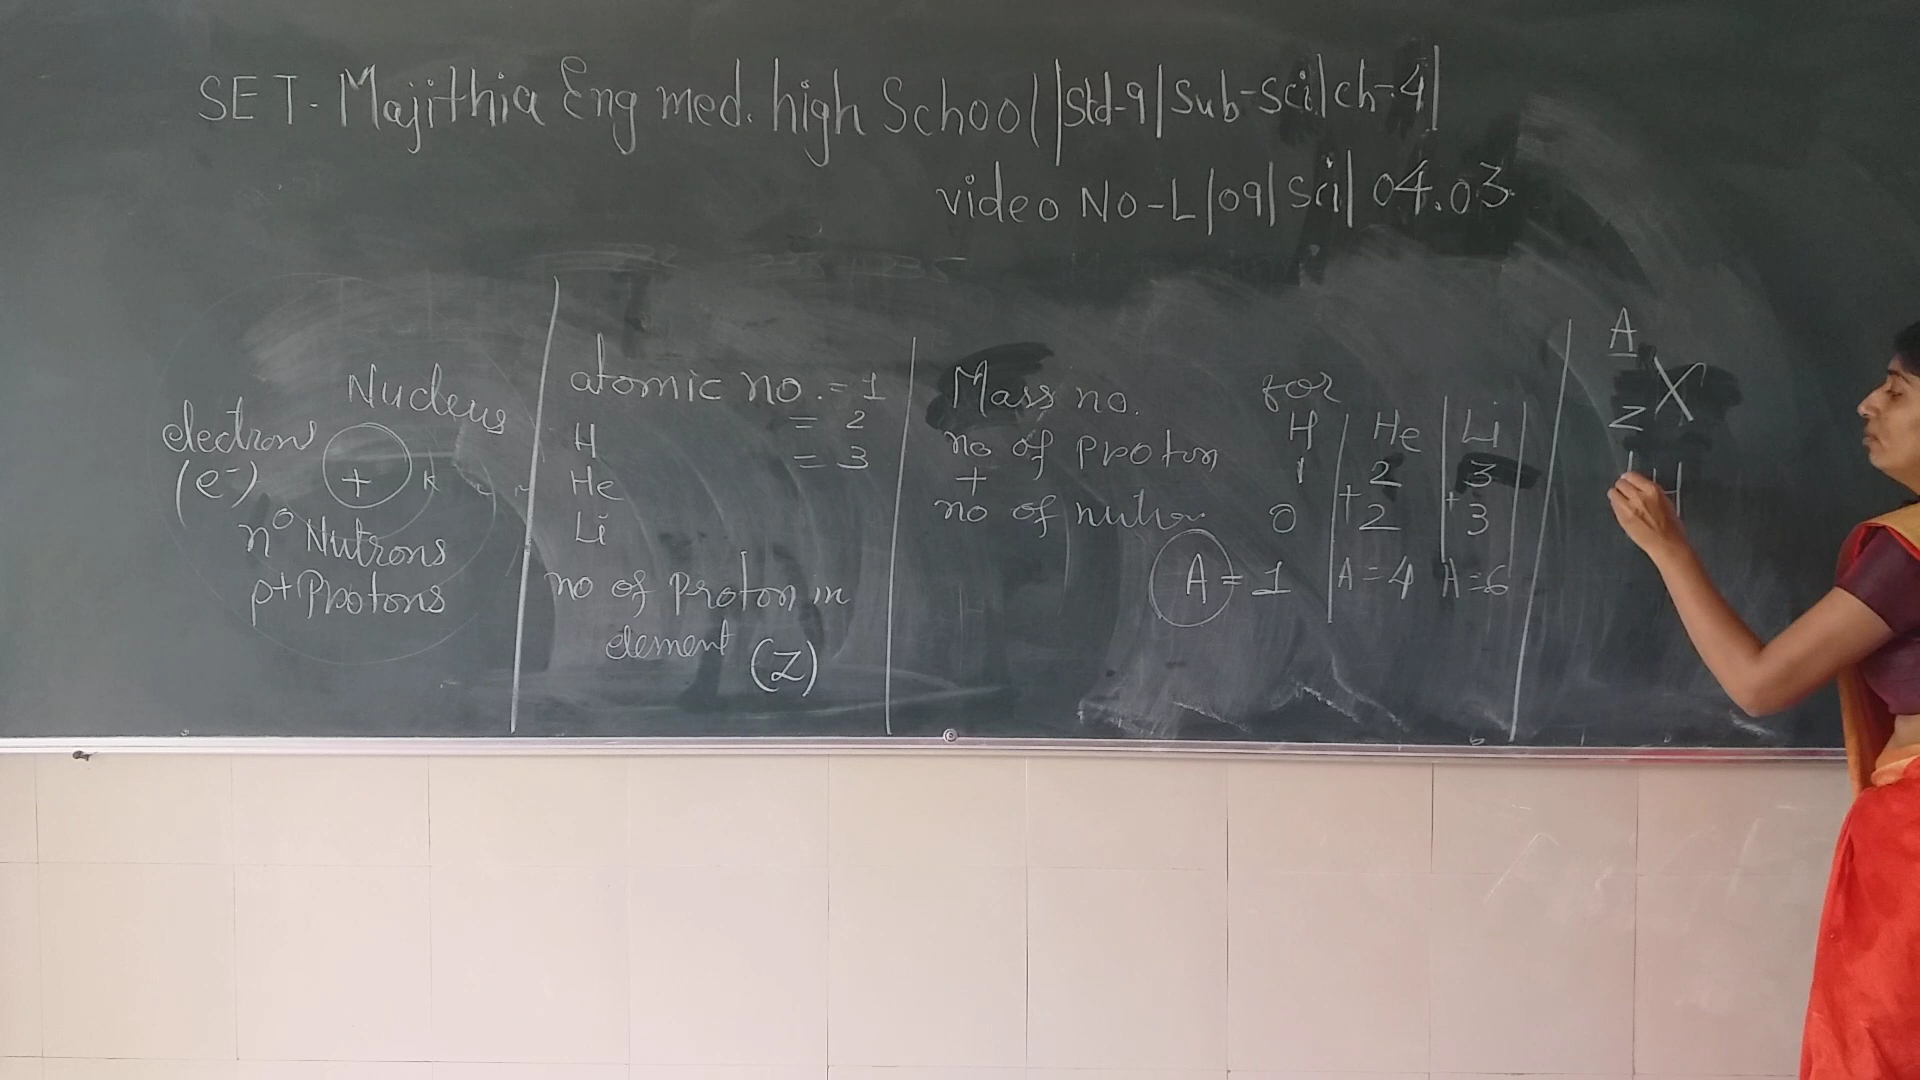 SET- Majithia Eng med. high School||Std-9|Sub-Sci|ch-4|
video No-L|09|Sci|04.03
Nucleus
electrons
(e-)
+
n° Nutrons
p+ Protons
atomic no. = 1
= 2
= 3
H
He
Li
no of Proton in
element (Z)
Mass no. for
H He Li
no of proton 1 2 3
+ + +
no of nutron 0 2 3
A = 1 A = 4 A = 6
A
X
Z
H